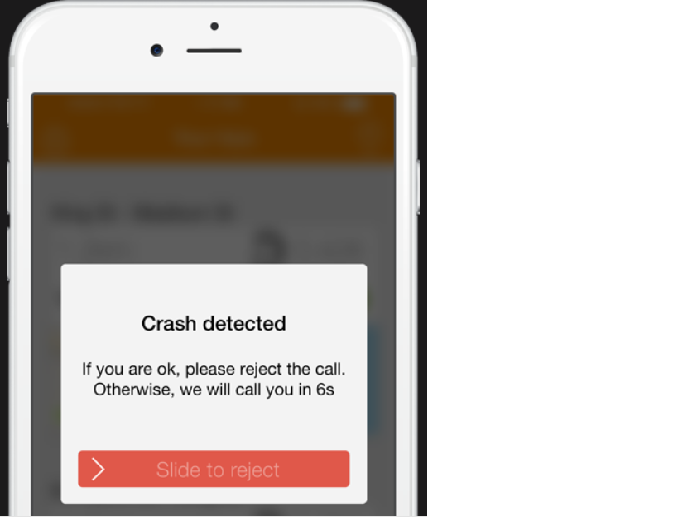 Crash detected
If you are ok, please reject the call.
Otherwise, we will call you in 6s
Slide to reject